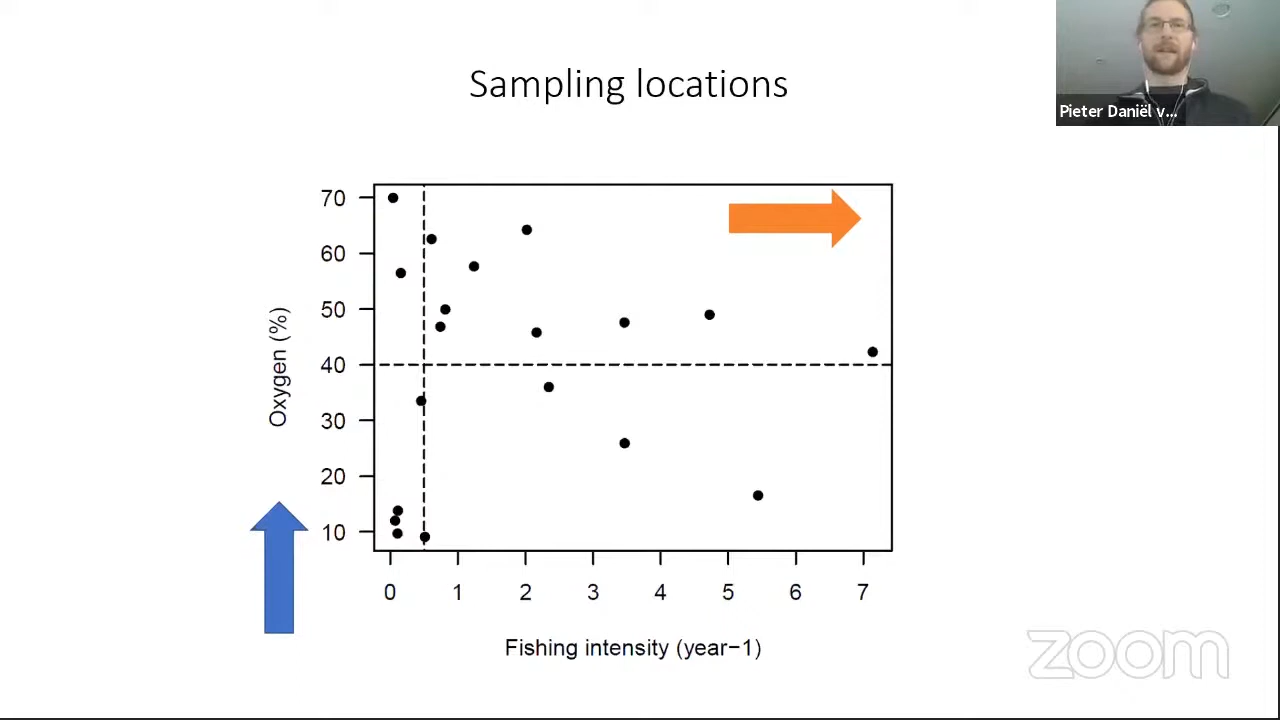 Sampling locations
Pieter Daniël v...
70
60
50
40
30
20
10
Oxygen (%)
0 1 2 3 4 5 6 7
Fishing intensity (year−1)
zoom